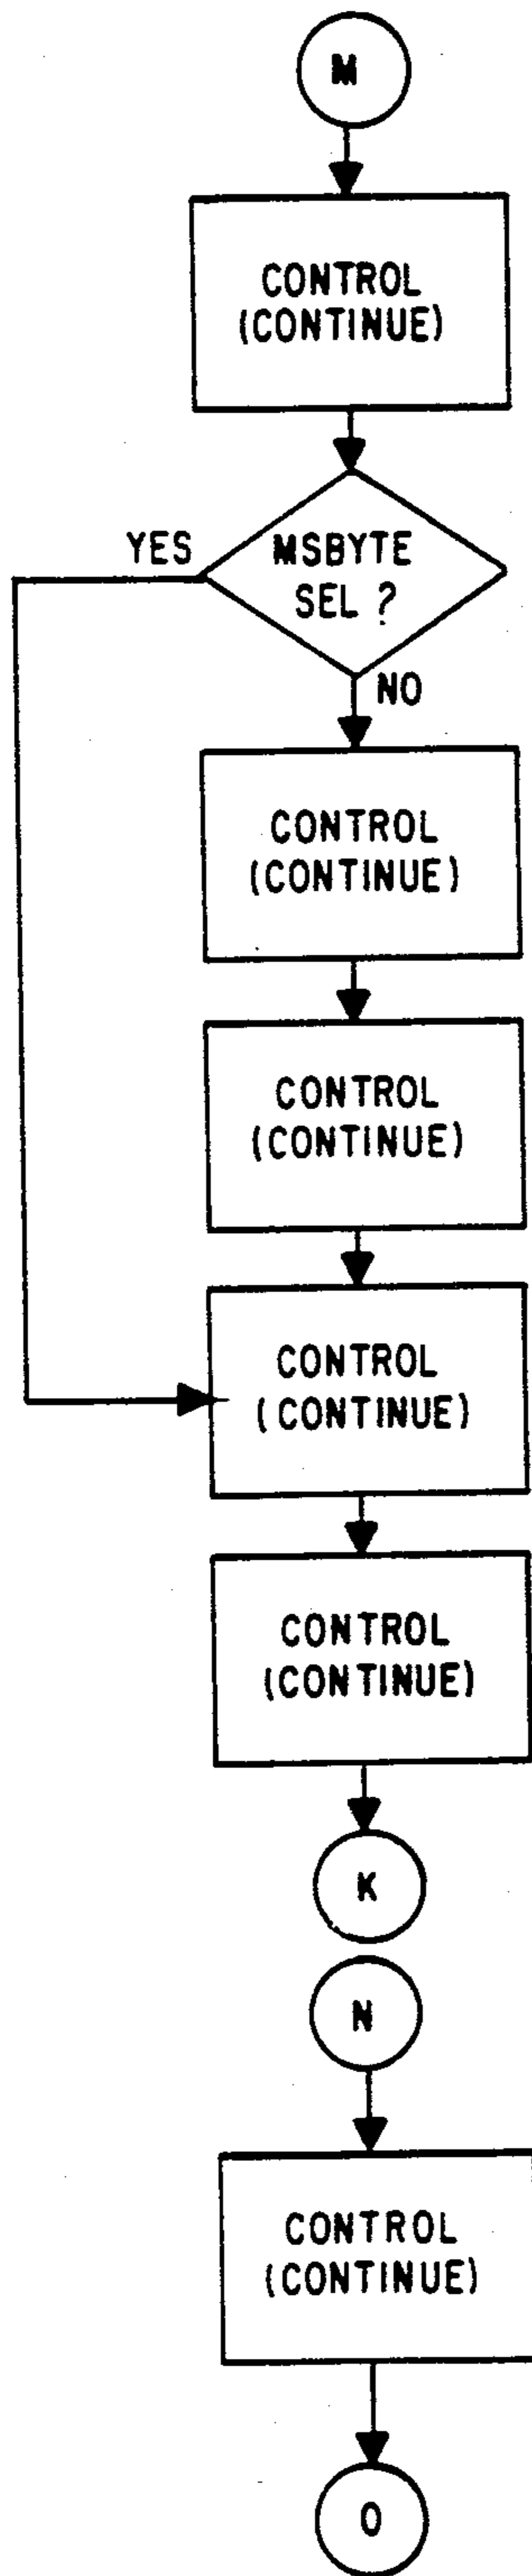 M
CONTROL
(CONTINUE)
YES
MSBYTE
SEL ?
NO
CONTROL
(CONTINUE)
CONTROL
(CONTINUE)
CONTROL
(CONTINUE)
CONTROL
(CONTINUE)
K
N
CONTROL
(CONTINUE)
O